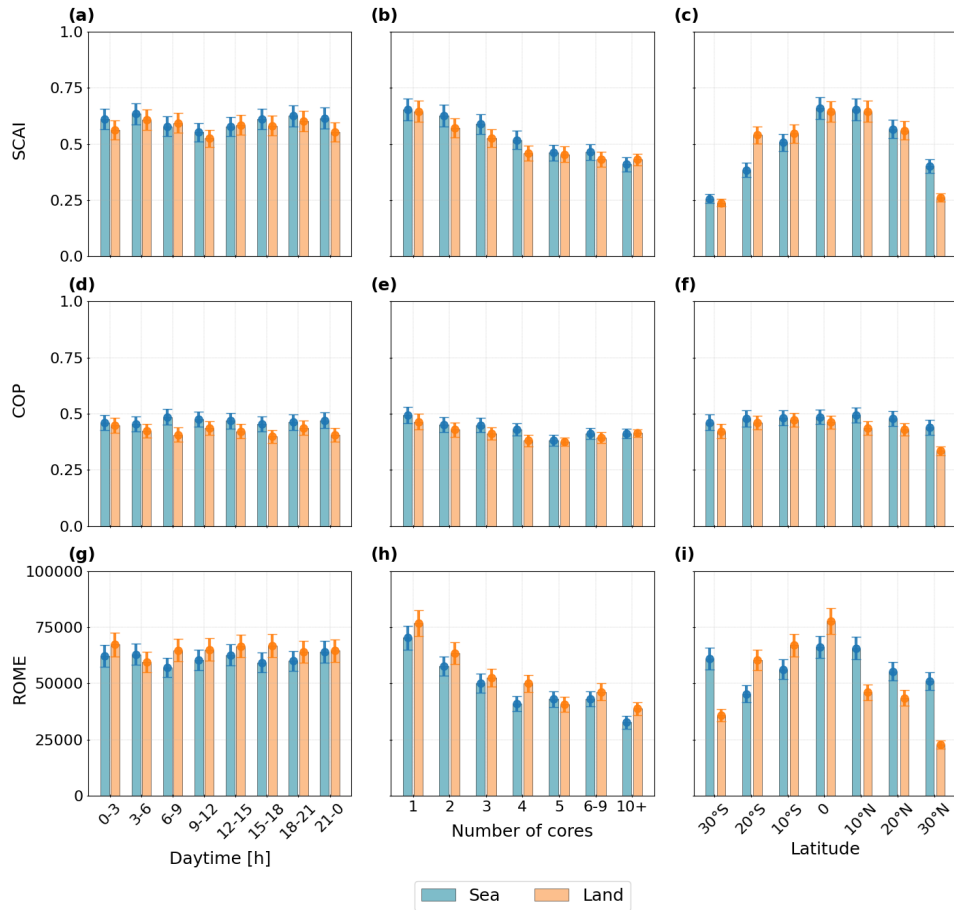 (a) (b) (c)
1.0
0.75
0.5
0.25
0.0
SCAI
(d) (e) (f)
1.0
0.75
0.5
0.25
0.0
COP
(g) (h) (i)
100000
75000
50000
25000
0
ROME
0-3 3-6 6-9 9-12 12-15 15-18 18-21 21-0
Daytime [h]
1 2 3 4 5 6-9 10+
Number of cores
30°S 20°S 10°S 0 10°N 20°N 30°N
Latitude
Sea Land